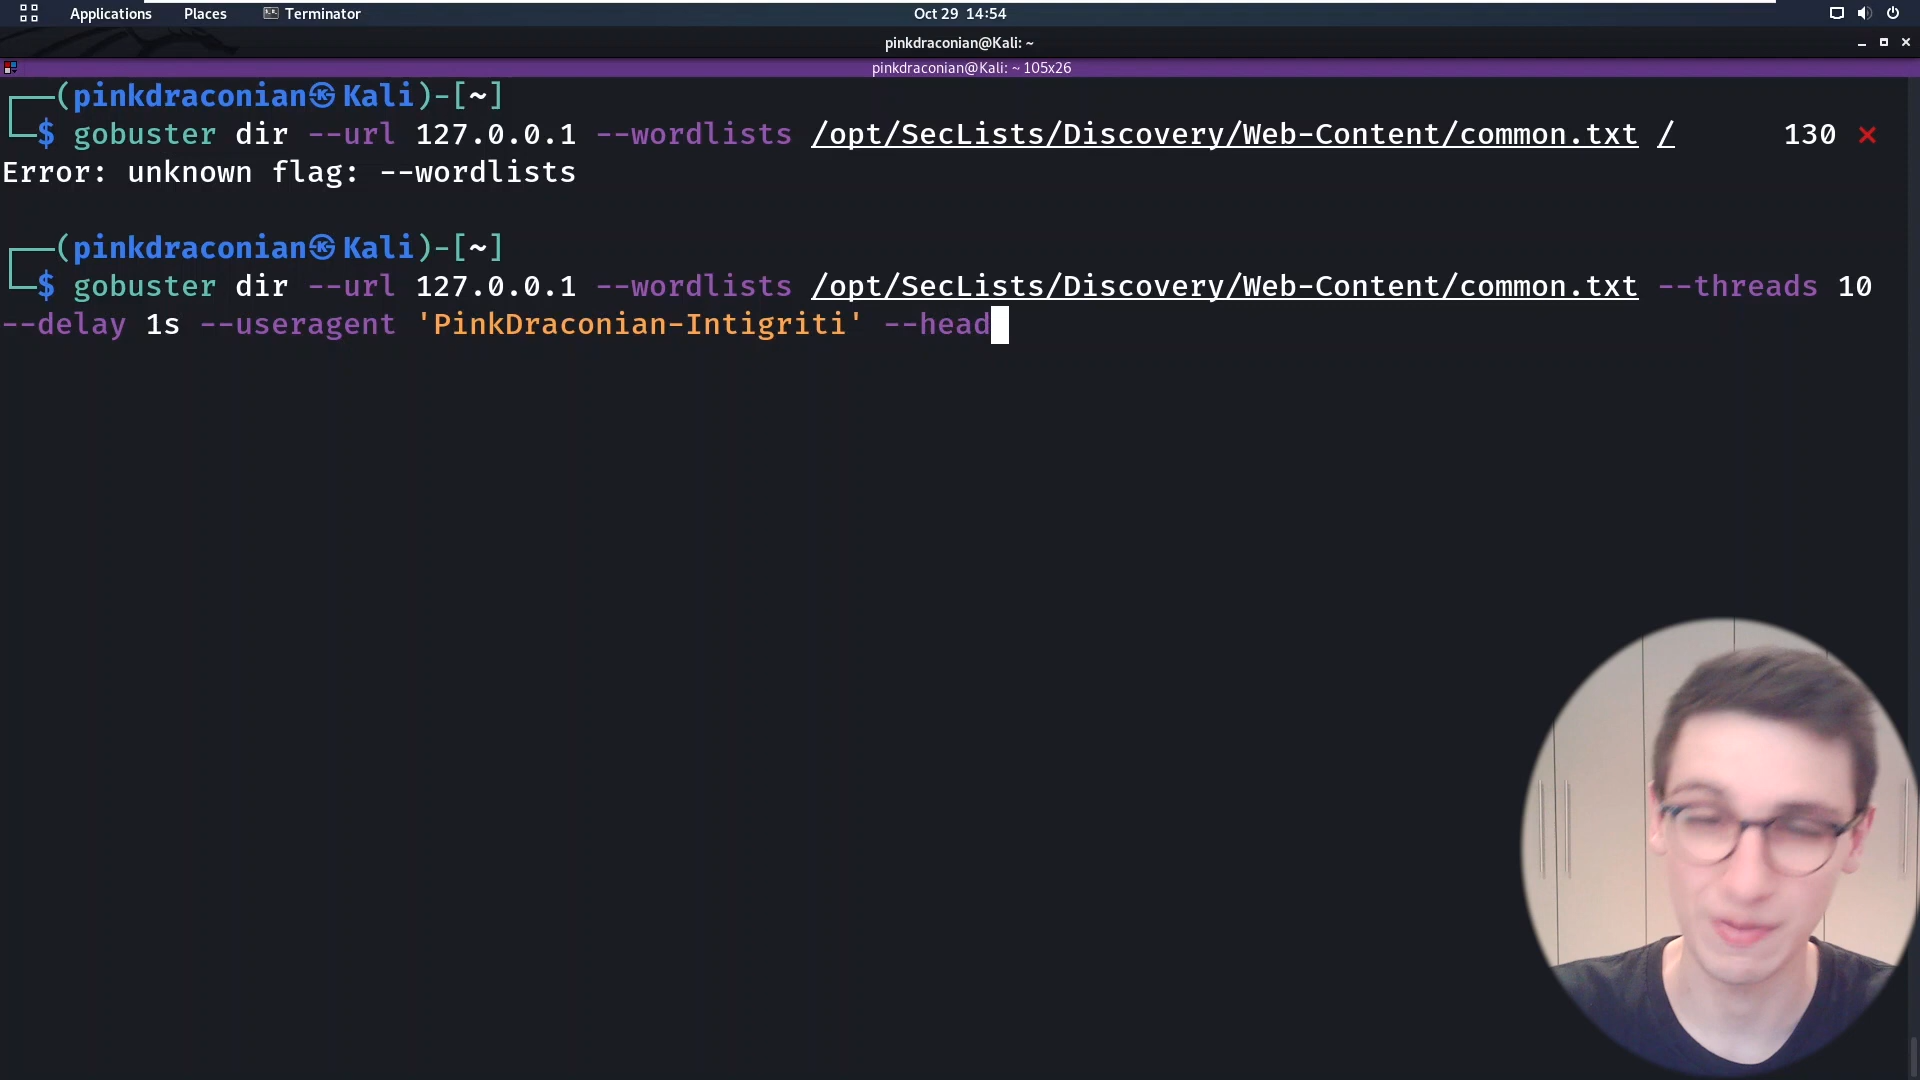 Applications Places Terminator Oct 29 14:54
pinkdraconian@Kali: ~
pinkdraconian@Kali: ~ 105x26
┌──(pinkdraconian㉿Kali)-[~]
└─$ gobuster dir --url 127.0.0.1 --wordlists /opt/SecLists/Discovery/Web-Content/common.txt / 130 ⨯
Error: unknown flag: --wordlists
┌──(pinkdraconian㉿Kali)-[~]
└─$ gobuster dir --url 127.0.0.1 --wordlists /opt/SecLists/Discovery/Web-Content/common.txt --threads 10
--delay 1s --useragent 'PinkDraconian-Intigriti' --head